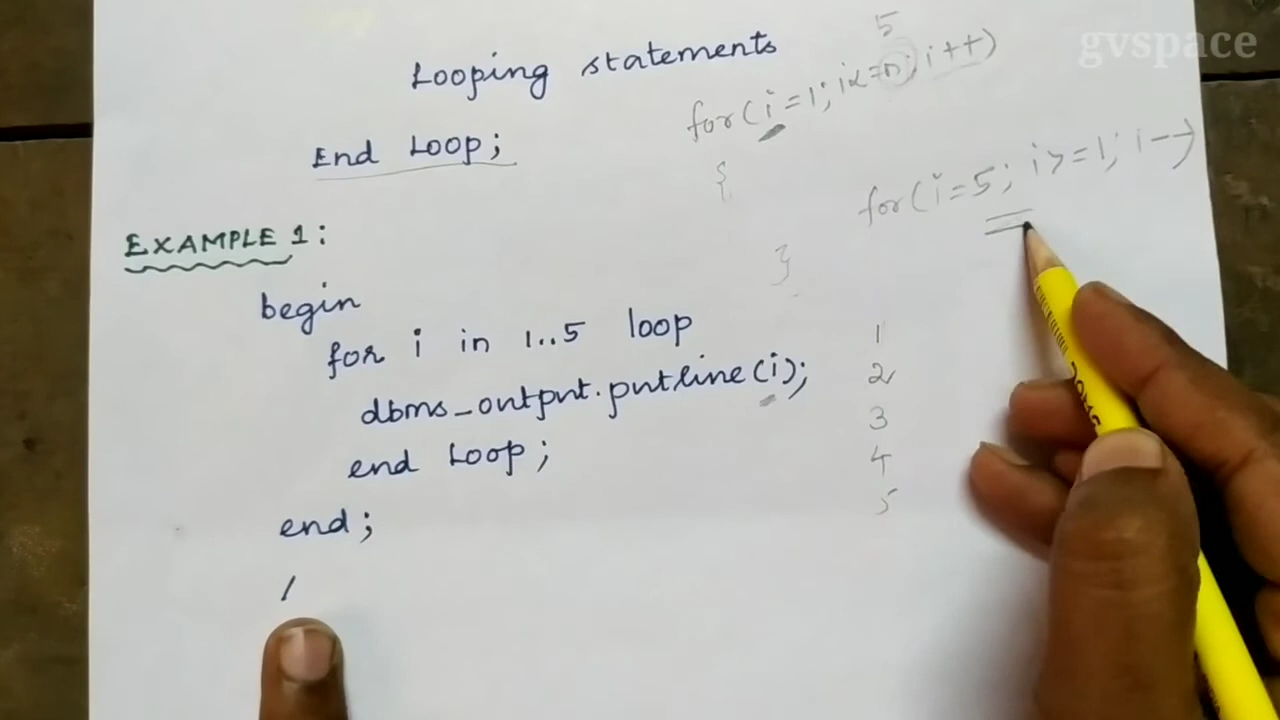 gvspace
Looping statements
5
for(i=1; i<=n; i++)
End Loop;
{
for(i=5; i>=1; i--)
EXAMPLE 1:
}
begin
for i in 1..5 loop
1
dbms_output.putline(i);
2
3
end Loop;
4
5
end;
/